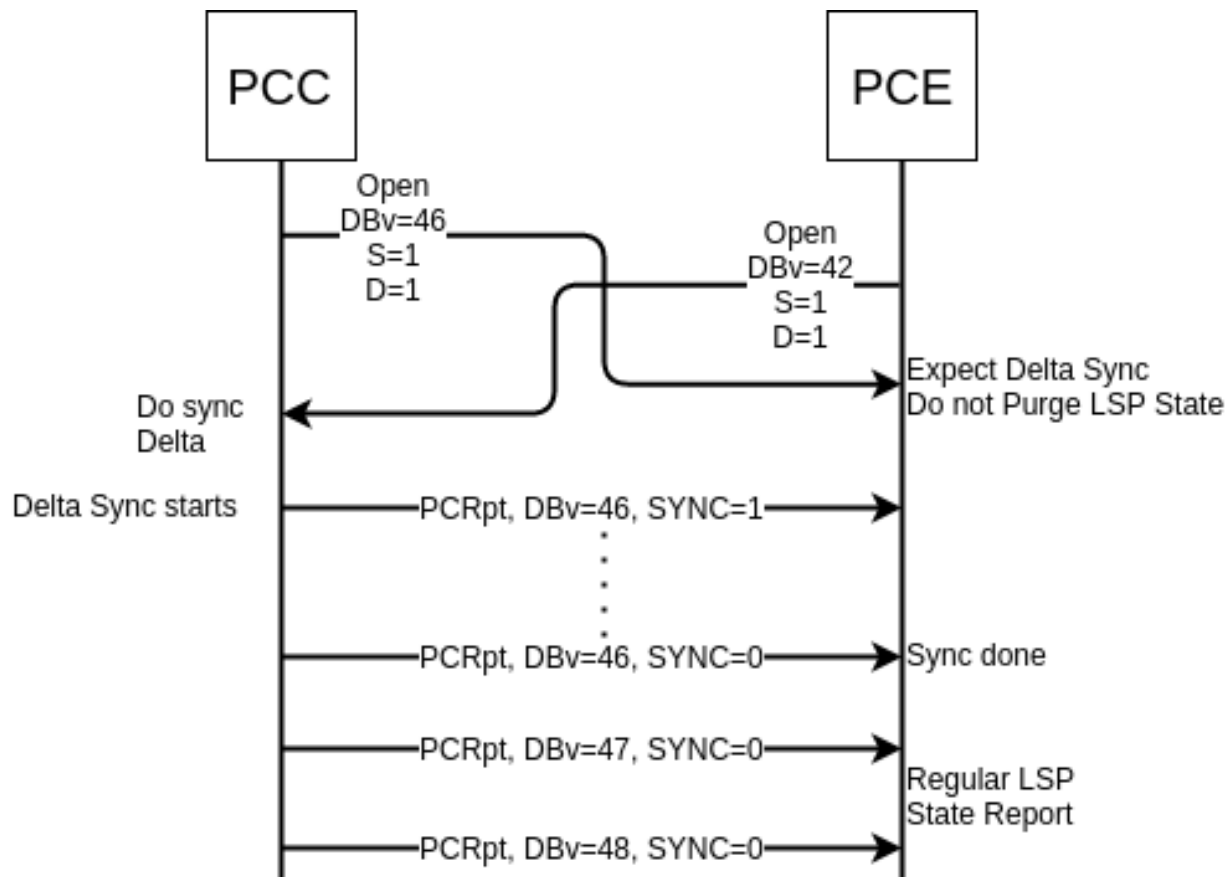 PCC
PCE
Open
DBv=46
S=1
D=1
Open
DBv=42
S=1
D=1
Expect Delta Sync
Do not Purge LSP State
Do sync
Delta
Delta Sync starts
PCRpt, DBv=46, SYNC=1
PCRpt, DBv=46, SYNC=0
Sync done
PCRpt, DBv=47, SYNC=0
Regular LSP
State Report
PCRpt, DBv=48, SYNC=0